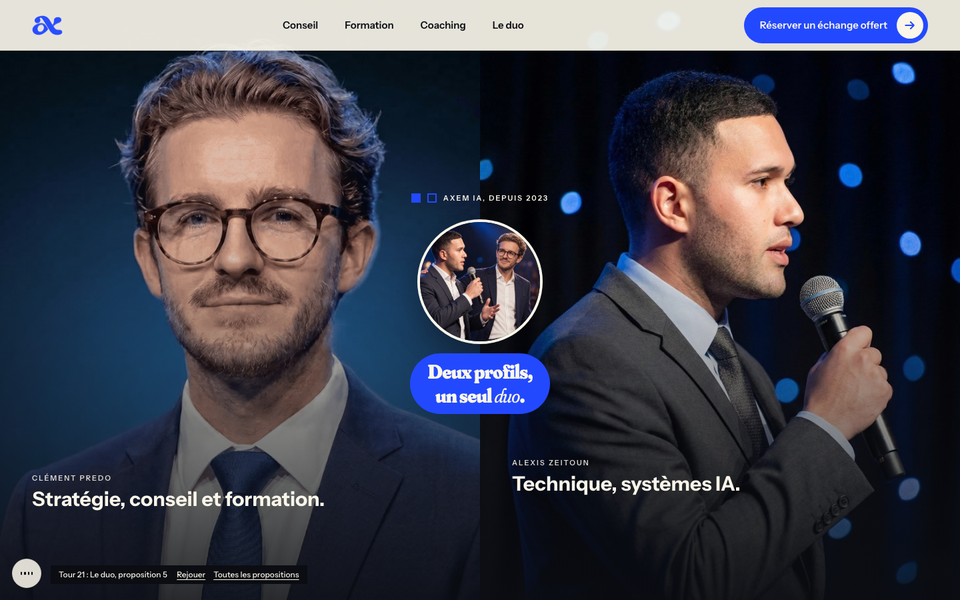 ax
Conseil Formation Coaching Le duo
Réserver un échange offert
AXEM IA, DEPUIS 2023
Deux profils,
un seul duo.
CLÉMENT PREDO
Stratégie, conseil et formation.
ALEXIS ZEITOUN
Technique, systèmes IA.
Tour 21 : Le duo, proposition 5 Rejouer Toutes les propositions